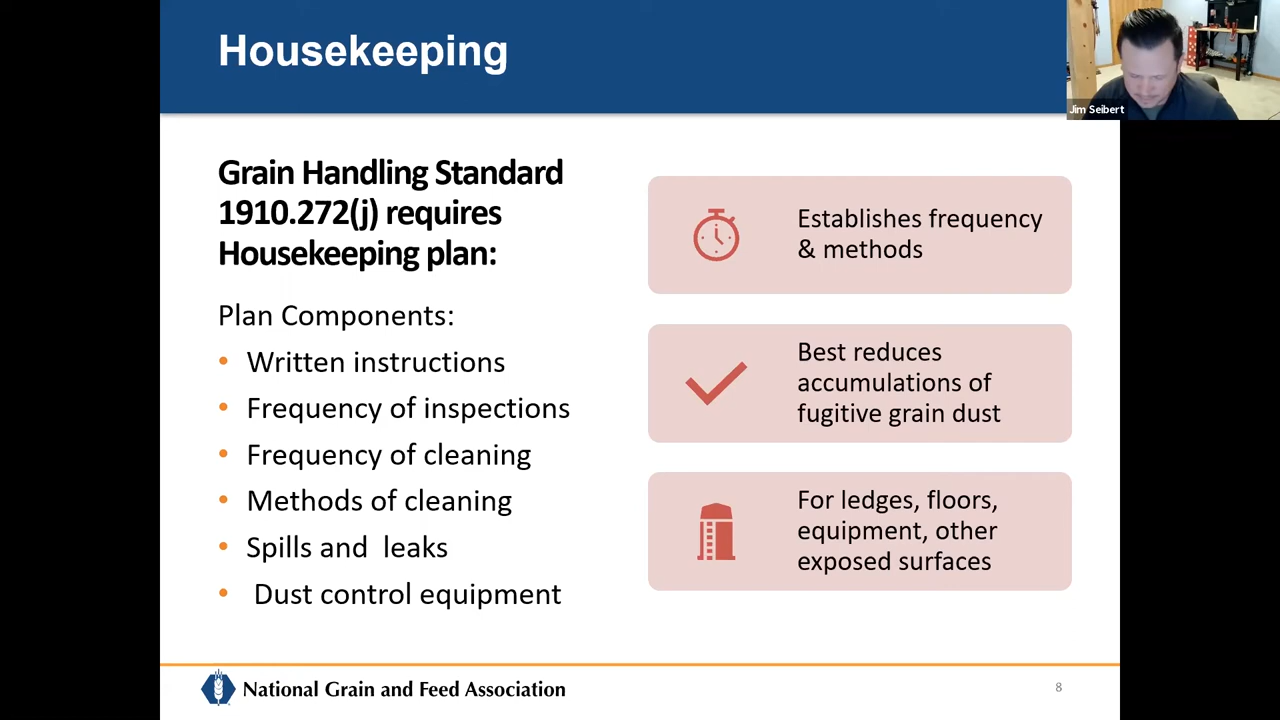 Housekeeping
Jim Seibert
Grain Handling Standard
1910.272(j) requires
Housekeeping plan:
Plan Components:
• Written instructions
• Frequency of inspections
• Frequency of cleaning
• Methods of cleaning
• Spills and leaks
• Dust control equipment
Establishes frequency
& methods
Best reduces
accumulations of
fugitive grain dust
For ledges, floors,
equipment, other
exposed surfaces
National Grain and Feed Association
8